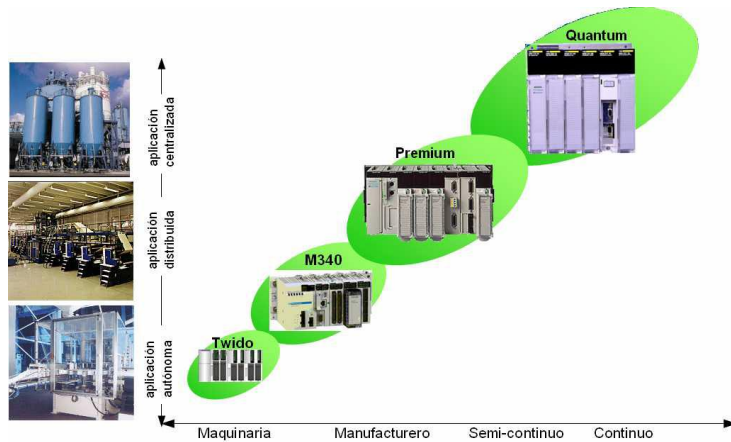 Quantum
Premium
M340
Twido
aplicación
centralizada
aplicación
distribuida
aplicación
autónoma
Maquinaria
Manufacturero
Semi-continuo
Continuo